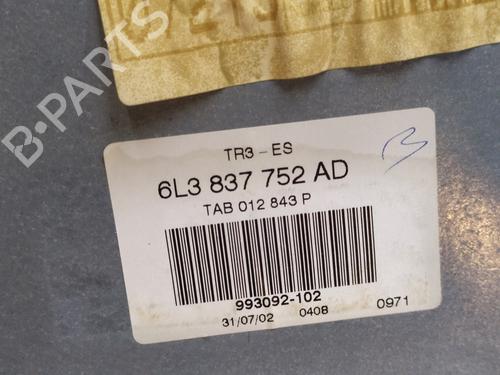 B-PARTS
TR3-ES
6L3 837 752 AD
TAB 012 843 P
993092-102
31/07/02 0408 0971